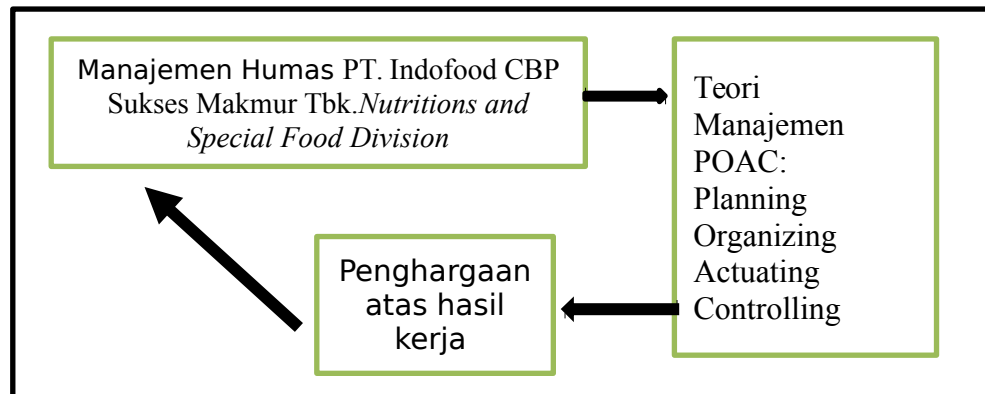 Manajemen Humas PT. Indofood CBP
Sukses Makmur Tbk.Nutritions and
Special Food Division
Teori
Manajemen
POAC:
Planning
Organizing
Actuating
Controlling
Penghargaan
atas hasil
kerja